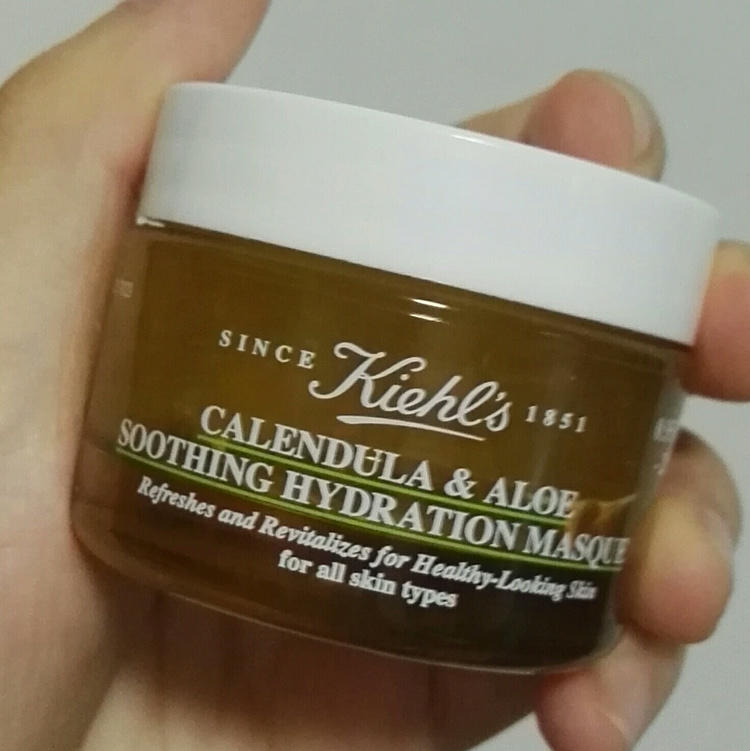 SINCE Kiehl's 1851
CALENDULA & ALOE
SOOTHING HYDRATION MASQUE
Refreshes and Revitalizes for Healthy-Looking Skin
for all skin types